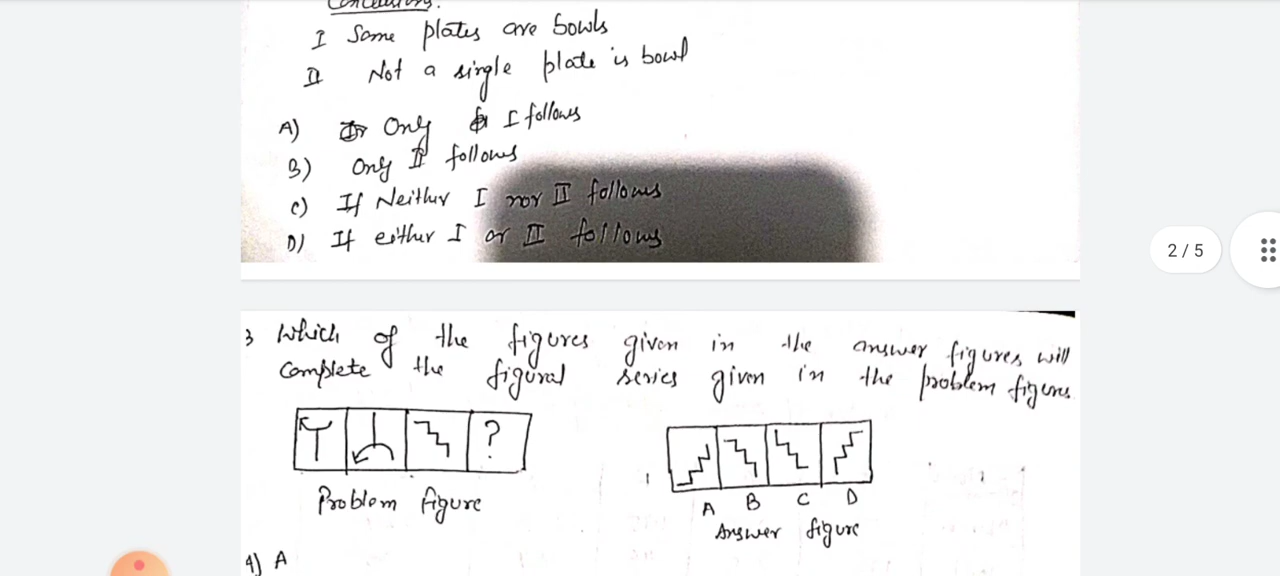 Conclusions:
I Some plates are bowls
II Not a single plate is bowl
A) Only I follows
B) Only II follows
C) If Neither I nor II follows
D) If either I or II follows
2 / 5
3 Which of the figures given in the answer figures will
complete the figural series given in the problem figures
?
A B C D
Problem figure
Answer figure
4) A